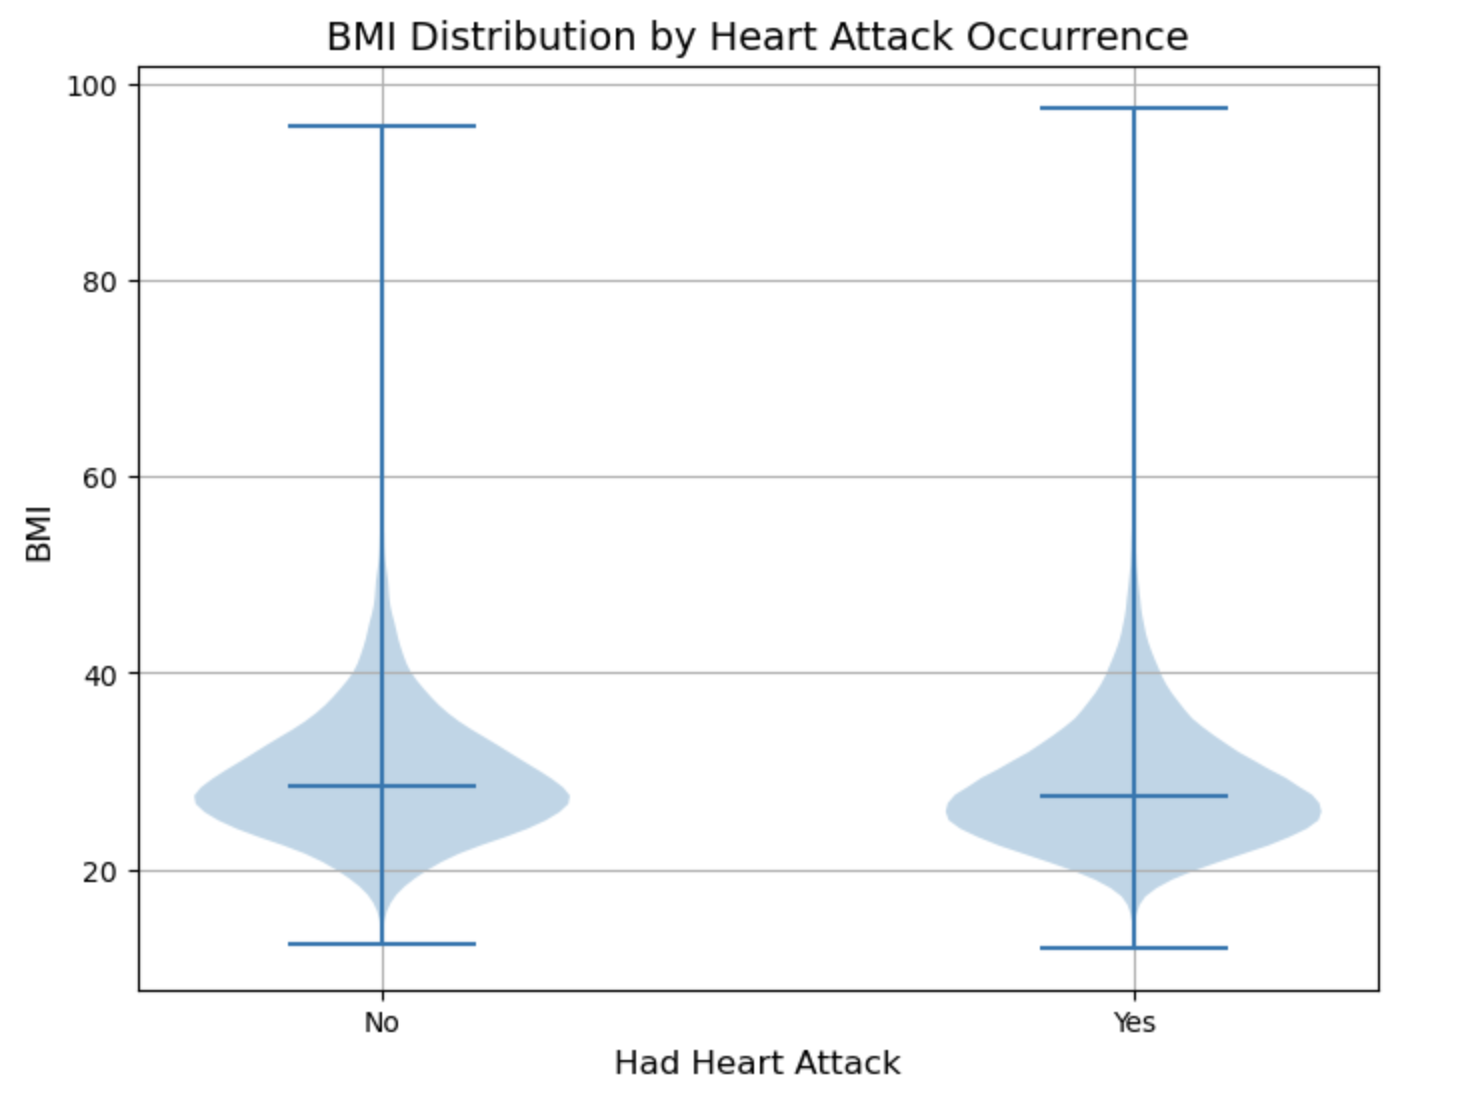 BMI Distribution by Heart Attack Occurrence
100
80
60
40
20
BMI
No
Yes
Had Heart Attack